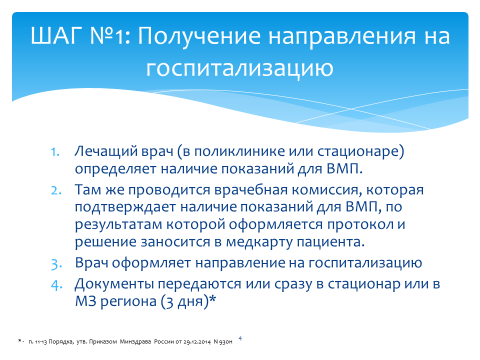 ШАГ №1: Получение направления на
госпитализацию
1. Лечащий врач (в поликлинике или стационаре)
определяет наличие показаний для ВМП.
2. Там же проводится врачебная комиссия, которая
подтверждает наличие показаний для ВМП, по
результатам которой оформляется протокол и
решение заносится в медкарту пациента.
3. Врач оформляет направление на госпитализацию
4. Документы передаются или сразу в стационар или в
МЗ региона (3 дня)*
* - п. 11-13 Порядка, утв. Приказом Минздрава России от 29.12.2014 N 930н
4